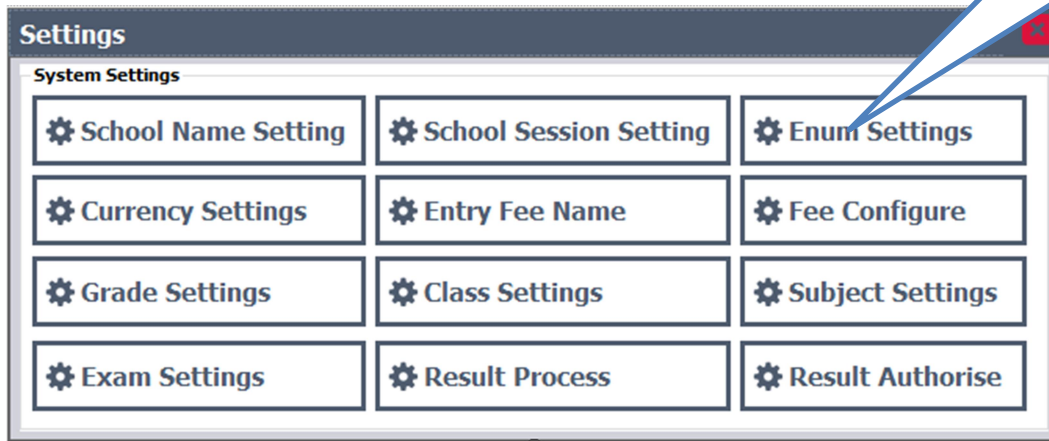 Settings
System Settings
School Name Setting
School Session Setting
Enum Settings
Currency Settings
Entry Fee Name
Fee Configure
Grade Settings
Class Settings
Subject Settings
Exam Settings
Result Process
Result Authorise